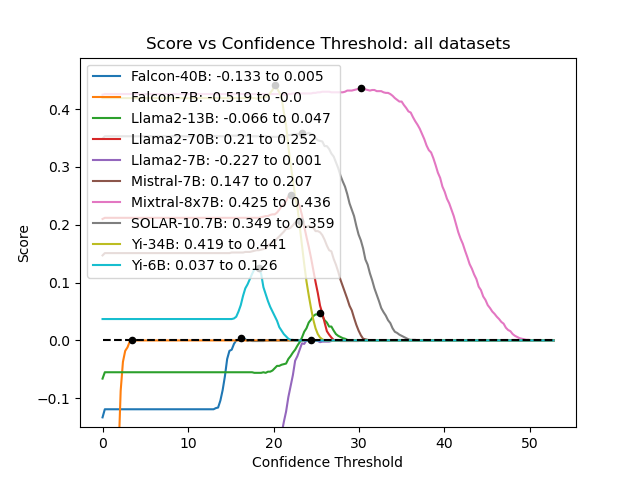 Score vs Confidence Threshold: all datasets
Falcon-40B: -0.133 to 0.005
Falcon-7B: -0.519 to -0.0
Llama2-13B: -0.066 to 0.047
Llama2-70B: 0.21 to 0.252
Llama2-7B: -0.227 to 0.001
Mistral-7B: 0.147 to 0.207
Mixtral-8x7B: 0.425 to 0.436
SOLAR-10.7B: 0.349 to 0.359
Yi-34B: 0.419 to 0.441
Yi-6B: 0.037 to 0.126
Score
0.4
0.3
0.2
0.1
0.0
−0.1
0 10 20 30 40 50
Confidence Threshold